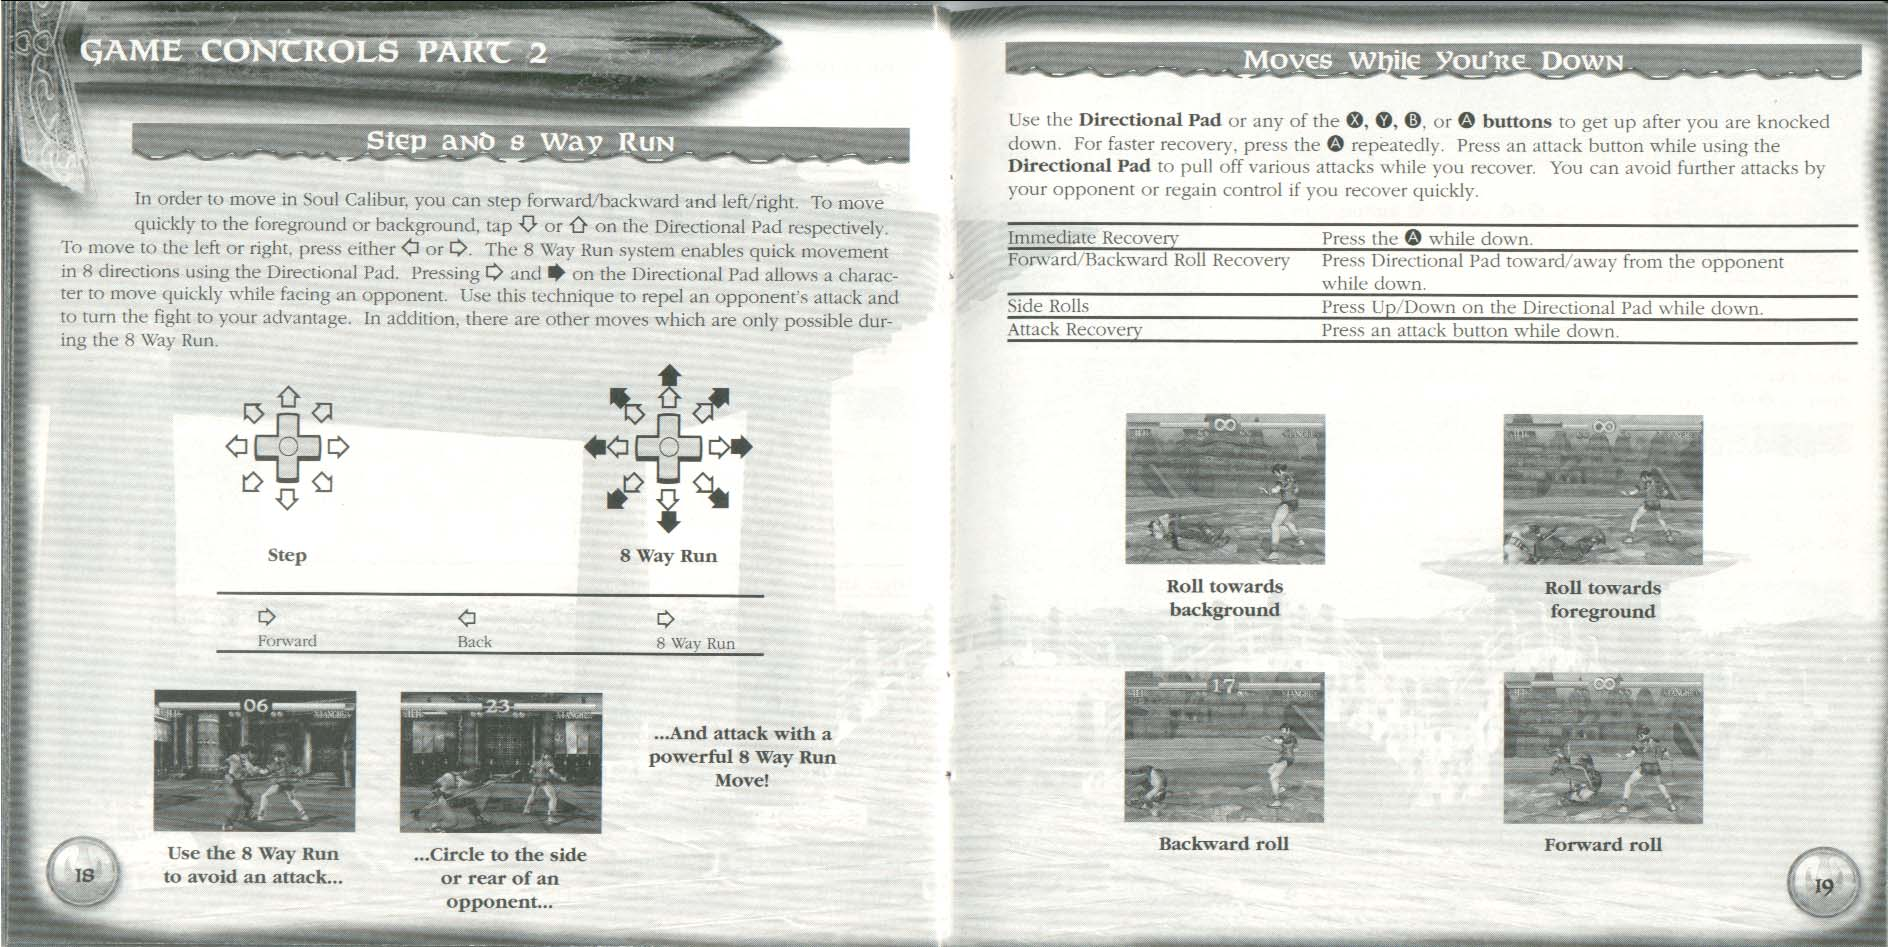 GAME CONTROLS PART 2
Step and 8 Way Run
In order to move in Soul Calibur, you can step forward/backward and left/right. To move
quickly to the foreground or background, tap ⇩ or ⇧ on the Directional Pad respectively.
To move to the left or right, press either ⇦ or ⇨. The 8 Way Run system enables quick movement
in 8 directions using the Directional Pad. Pressing ⇨ and ➡ on the Directional Pad allows a charac-
ter to move quickly while facing an opponent. Use this technique to repel an opponent's attack and
to turn the fight to your advantage. In addition, there are other moves which are only possible dur-
ing the 8 Way Run.
Step
8 Way Run
⇨ ⇦ ⇨
Forward Back 8 Way Run
06
23
...And attack with a
powerful 8 Way Run
Move!
Use the 8 Way Run
to avoid an attack...
...Circle to the side
or rear of an
opponent...
18
Moves While You're Down
Use the Directional Pad or any of the X, Y, B, or A buttons to get up after you are knocked
down. For faster recovery, press the A repeatedly. Press an attack button while using the
Directional Pad to pull off various attacks while you recover. You can avoid further attacks by
your opponent or regain control if you recover quickly.
Immediate Recovery Press the A while down.
Forward/Backward Roll Recovery Press Directional Pad toward/away from the opponent
while down.
Side Rolls Press Up/Down on the Directional Pad while down.
Attack Recovery Press an attack button while down.
∞
∞
Roll towards
background
Roll towards
foreground
17
∞
Backward roll
Forward roll
19